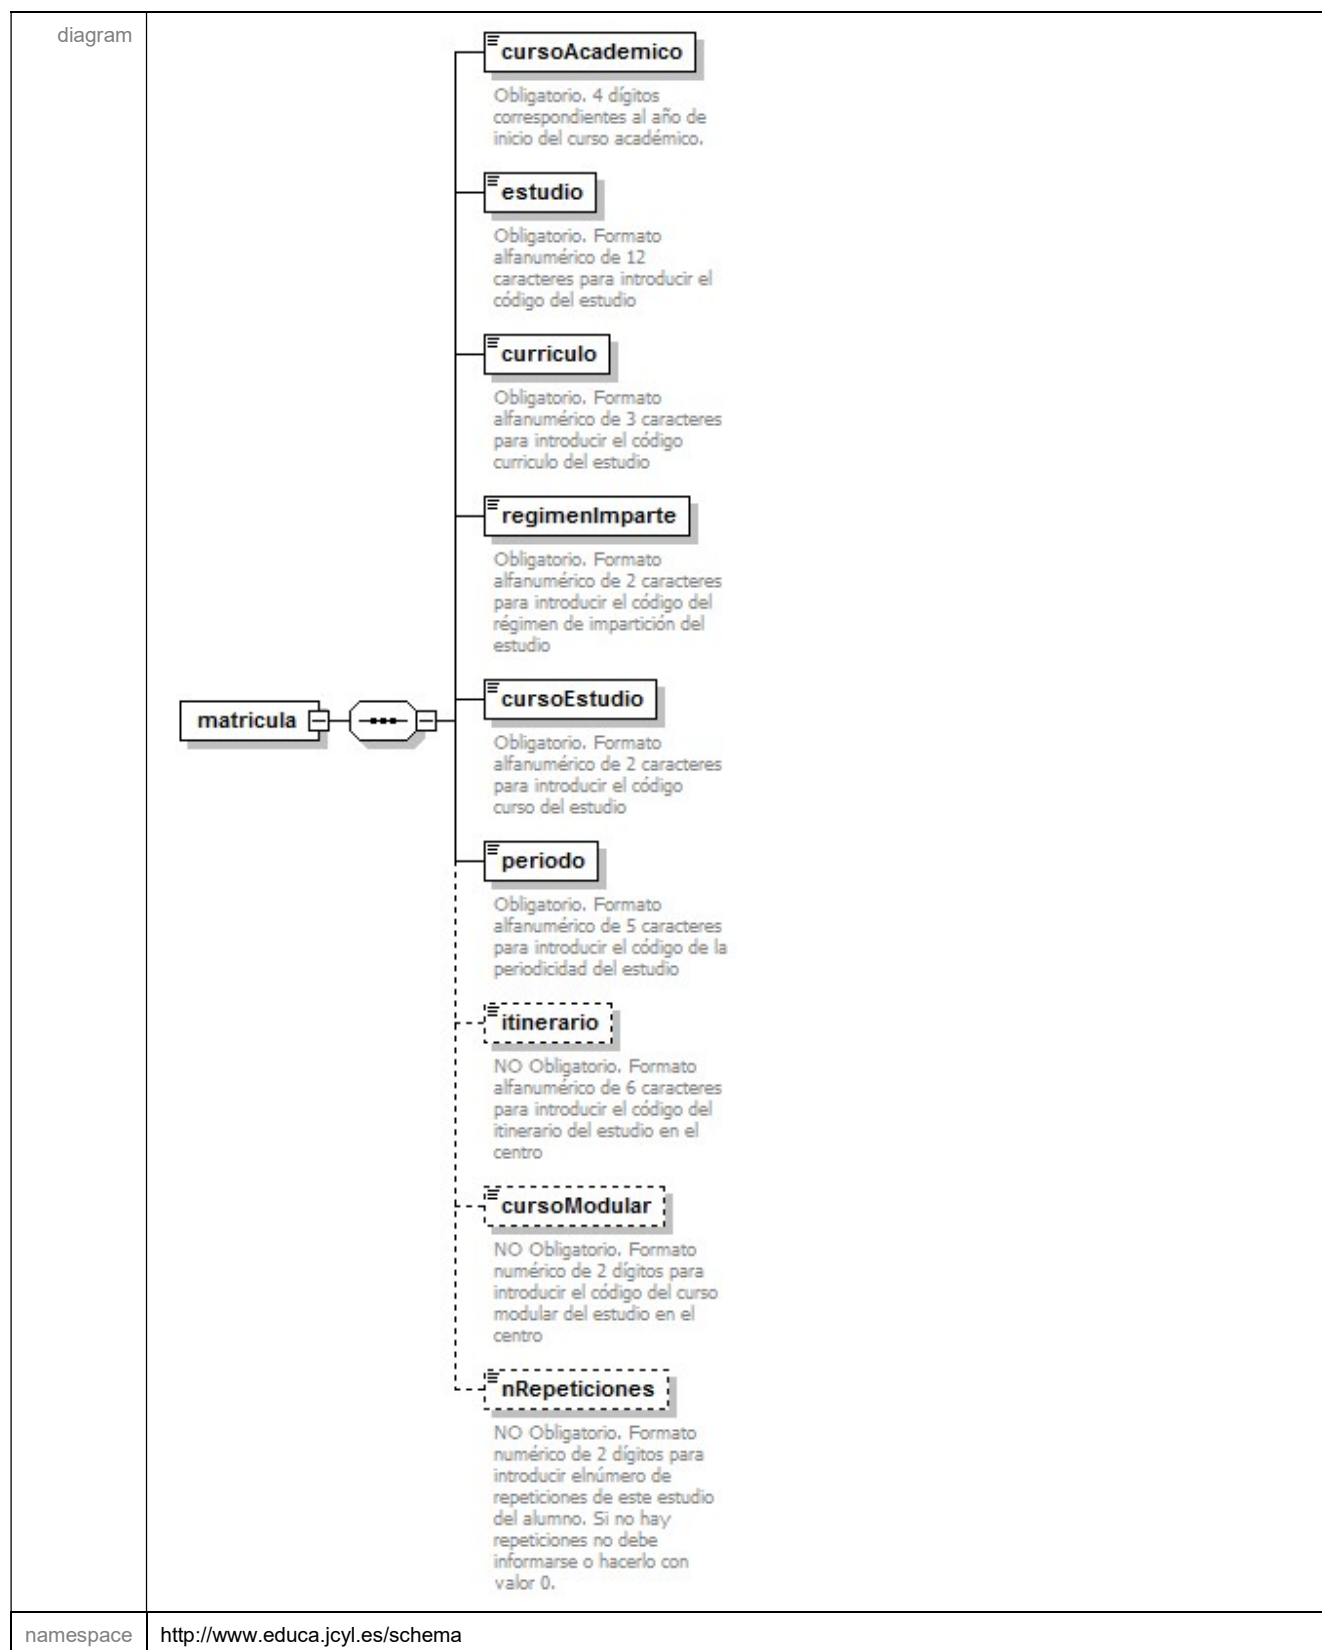 diagram
cursoAcademico
Obligatorio. 4 dígitos
correspondientes al año de
inicio del curso académico.
estudio
Obligatorio. Formato
alfanumérico de 12
caracteres para introducir el
código del estudio
curriculo
Obligatorio. Formato
alfanumérico de 3 caracteres
para introducir el código
curriculo del estudio
regimenImparte
Obligatorio. Formato
alfanumérico de 2 caracteres
para introducir el código del
régimen de impartición del
estudio
matricula
cursoEstudio
Obligatorio. Formato
alfanumérico de 2 caracteres
para introducir el código
curso del estudio
periodo
Obligatorio. Formato
alfanumérico de 5 caracteres
para introducir el código de la
periodicidad del estudio
itinerario
NO Obligatorio. Formato
alfanumérico de 6 caracteres
para introducir el código del
itinerario del estudio en el
centro
cursoModular
NO Obligatorio. Formato
numérico de 2 dígitos para
introducir el código del curso
modular del estudio en el
centro
nRepeticiones
NO Obligatorio. Formato
numérico de 2 dígitos para
introducir elnúmero de
repeticiones de este estudio
del alumno. Si no hay
repeticiones no debe
informarse o hacerlo con
valor 0.
namespace http://www.educa.jcyl.es/schema